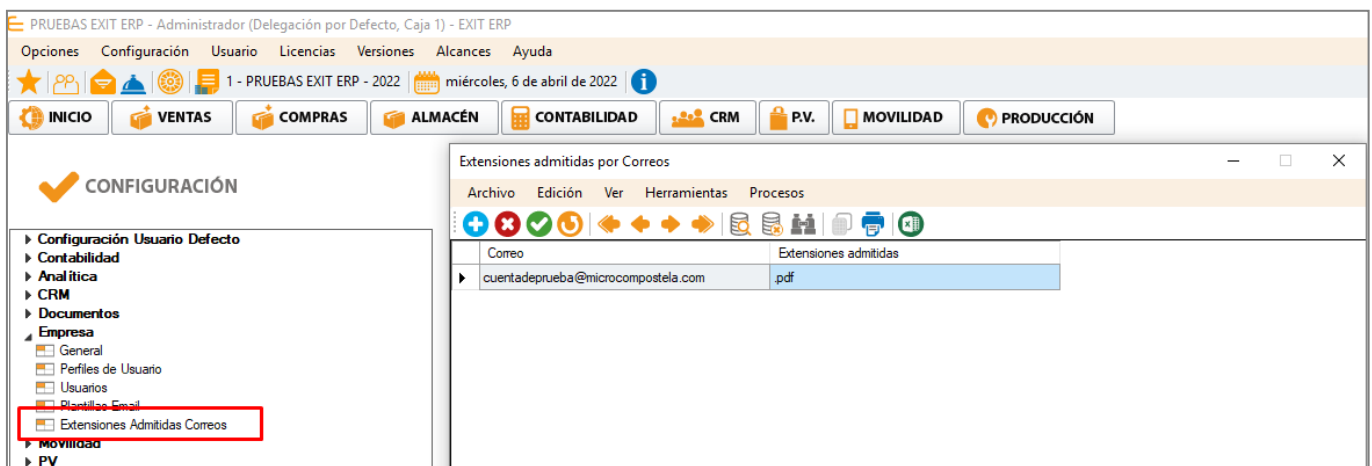 PRUEBAS EXIT ERP - Administrador (Delegación por Defecto, Caja 1) - EXIT ERP
Opciones Configuración Usuario Licencias Versiones Alcances Ayuda
1 - PRUEBAS EXIT ERP - 2022 miércoles, 6 de abril de 2022
INICIO VENTAS COMPRAS ALMACÉN CONTABILIDAD CRM P.V. MOVILIDAD PRODUCCIÓN
CONFIGURACIÓN
Configuración Usuario Defecto
Contabilidad
Analítica
CRM
Documentos
Empresa
General
Perfiles de Usuario
Usuarios
Plantillas Email
Extensiones Admitidas Correos
Movilidad
PV
Extensiones admitidas por Correos
Archivo Edición Ver Herramientas Procesos
Correo Extensiones admitidas
cuentadeprueba@microcompostela.com .pdf